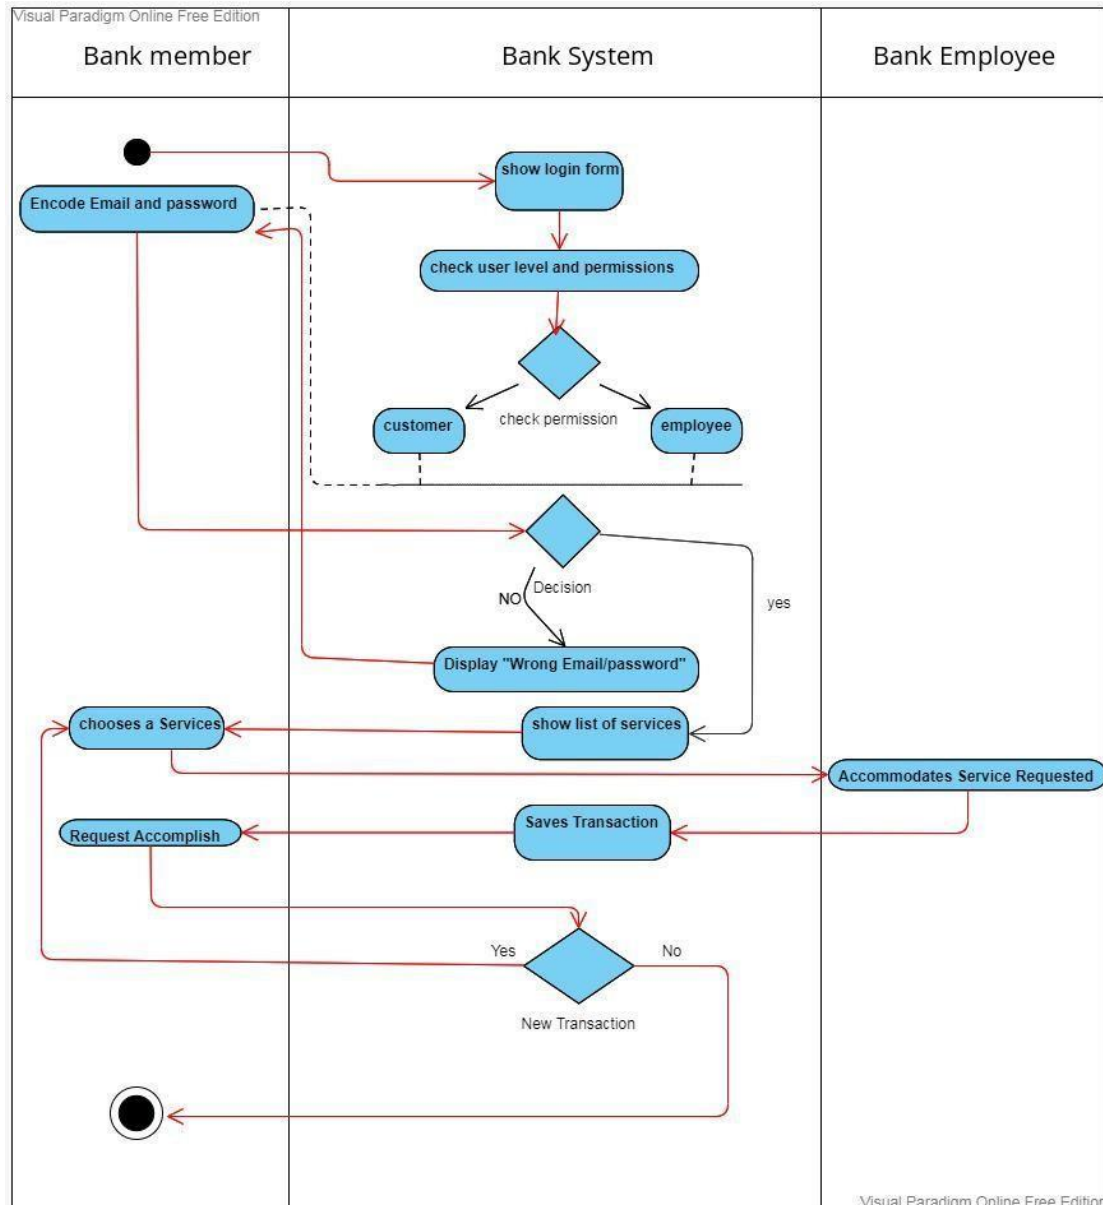 Visual Paradigm Online Free Edition
Bank member
Bank System
Bank Employee
show login form
Encode Email and password
check user level and permissions
check permission
customer
employee
Decision
NO
yes
Display "Wrong Email/password"
chooses a Services
show list of services
Accommodates Service Requested
Saves Transaction
Request Accomplish
Yes
No
New Transaction
Visual Paradigm Online Free Edition